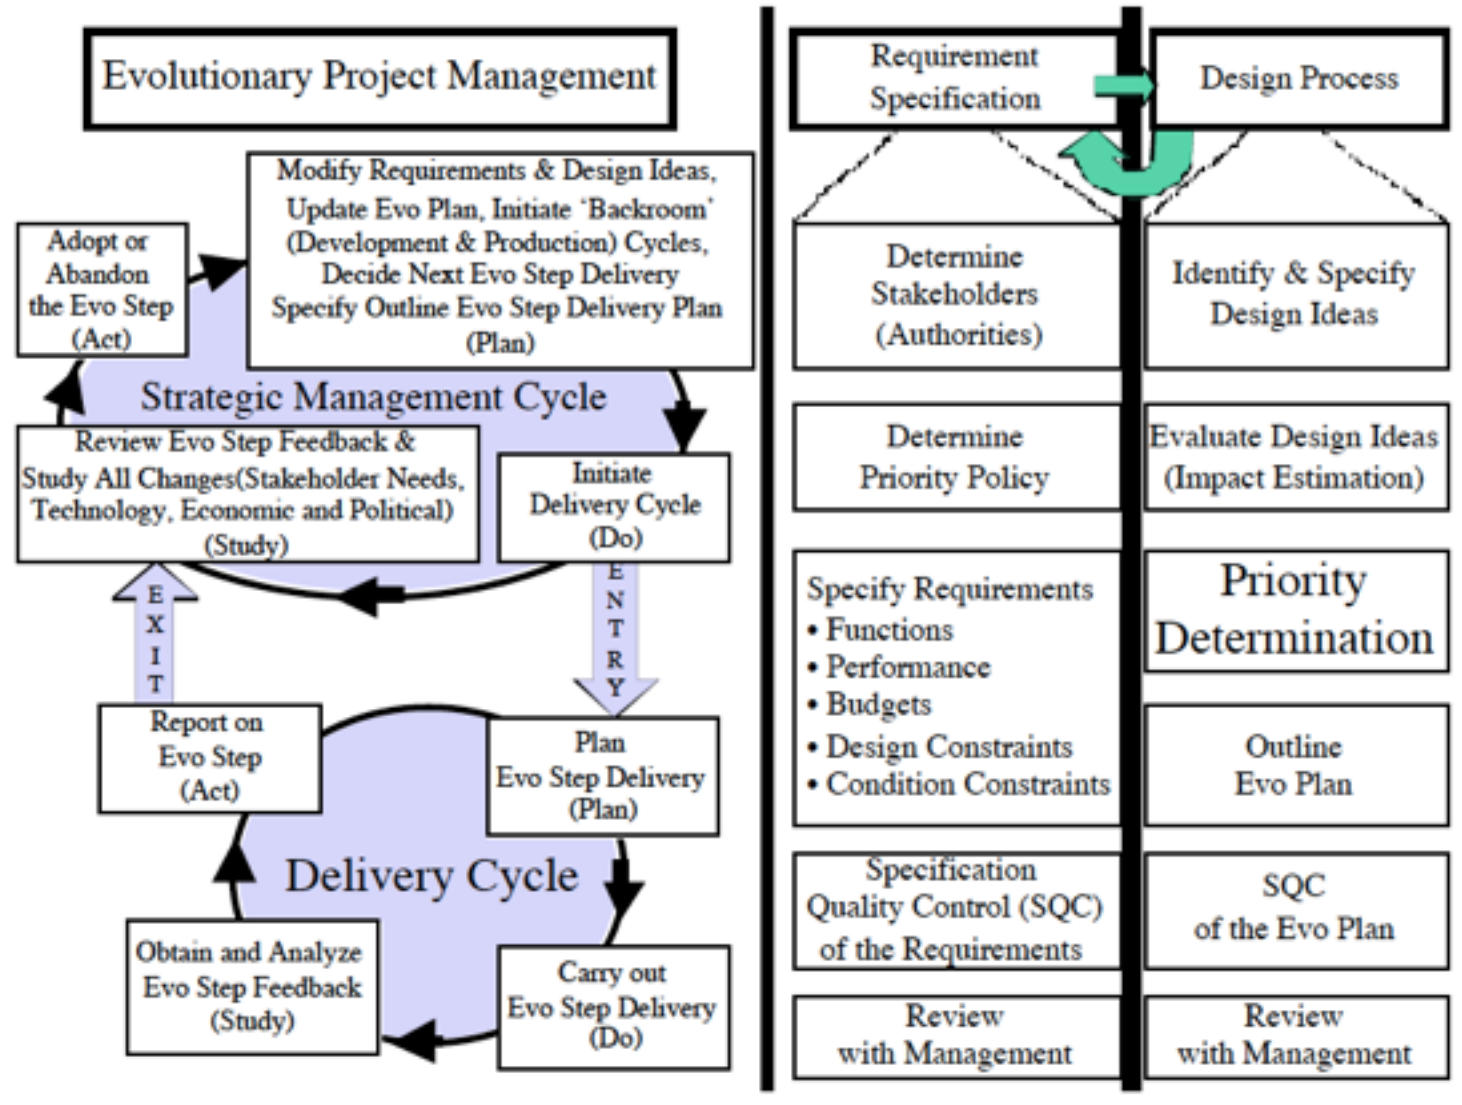 Evolutionary Project Management
Modify Requirements & Design Ideas,
Update Evo Plan, Initiate ‘Backroom’
(Development & Production) Cycles,
Decide Next Evo Step Delivery
Specify Outline Evo Step Delivery Plan
(Plan)
Adopt or
Abandon
the Evo Step
(Act)
Strategic Management Cycle
Review Evo Step Feedback &
Study All Changes(Stakeholder Needs,
Technology, Economic and Political)
(Study)
Initiate
Delivery Cycle
(Do)
EXIT
ENTRY
Report on
Evo Step
(Act)
Plan
Evo Step Delivery
(Plan)
Delivery Cycle
Obtain and Analyze
Evo Step Feedback
(Study)
Carry out
Evo Step Delivery
(Do)
Requirement
Specification
Determine
Stakeholders
(Authorities)
Determine
Priority Policy
Specify Requirements
• Functions
• Performance
• Budgets
• Design Constraints
• Condition Constraints
Specification
Quality Control (SQC)
of the Requirements
Review
with Management
Design Process
Identify & Specify
Design Ideas
Evaluate Design Ideas
(Impact Estimation)
Priority
Determination
Outline
Evo Plan
SQC
of the Evo Plan
Review
with Management